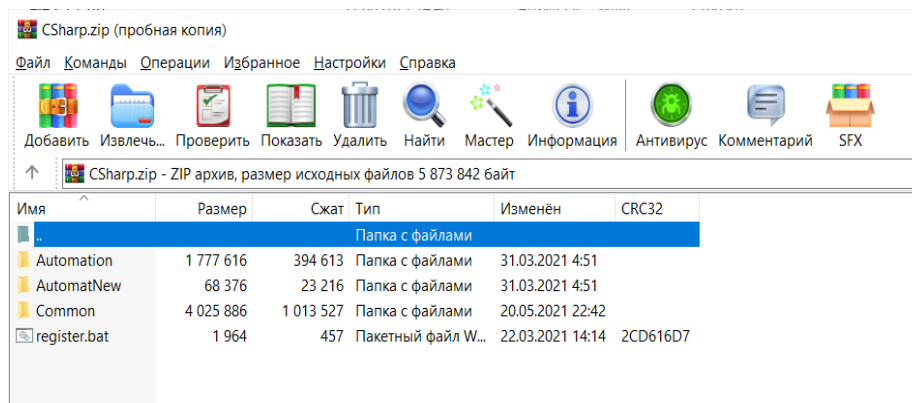 CSharp.zip (пробная копия)
Файл Команды Операции Избранное Настройки Справка
Добавить Извлечь... Проверить Показать Удалить Найти Мастер Информация Антивирус Комментарий SFX
CSharp.zip - ZIP архив, размер исходных файлов 5 873 842 байт
Имя Размер Сжат Тип Изменён CRC32
.. Папка с файлами
Automation 1 777 616 394 613 Папка с файлами 31.03.2021 4:51
AutomatNew 68 376 23 216 Папка с файлами 31.03.2021 4:51
Common 4 025 886 1 013 527 Папка с файлами 20.05.2021 22:42
register.bat 1 964 457 Пакетный файл W... 22.03.2021 14:14 2CD616D7